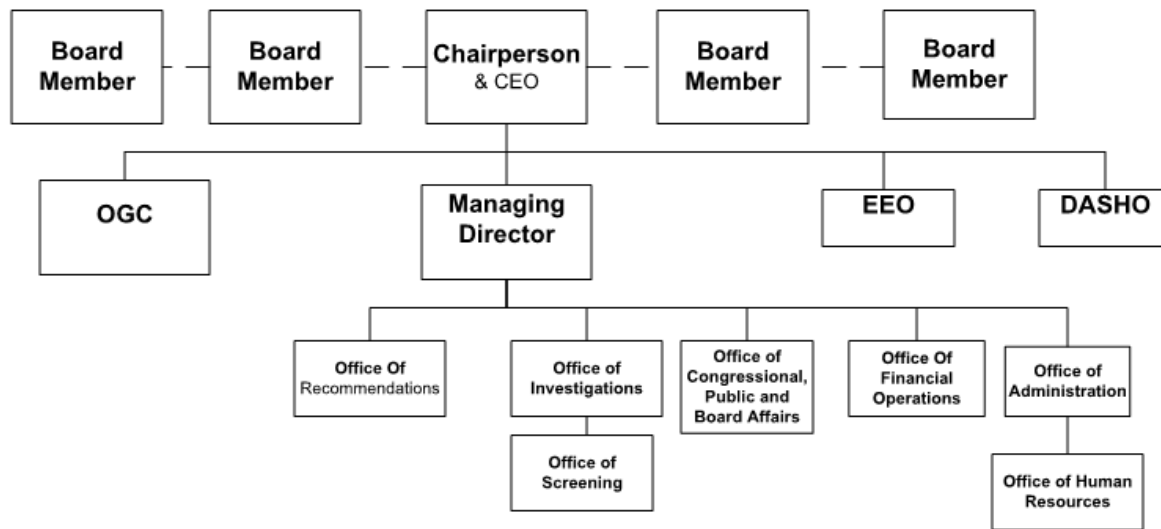 Board
Member
Board
Member
Chairperson
& CEO
Board
Member
Board
Member
OGC
Managing
Director
EEO
DASHO
Office Of
Recommendations
Office of
Investigations
Office of
Congressional,
Public and
Board Affairs
Office Of
Financial
Operations
Office of
Administration
Office of
Screening
Office of Human
Resources